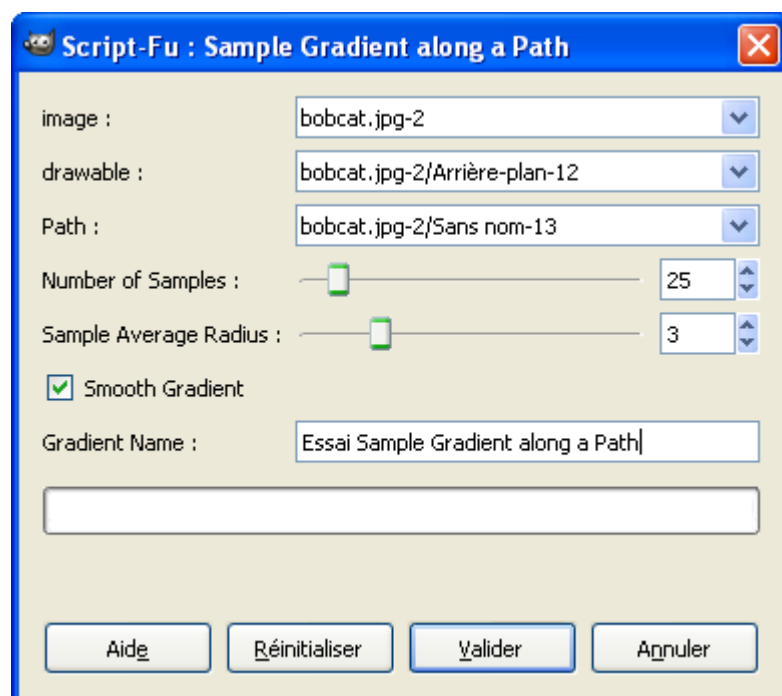 Script-Fu : Sample Gradient along a Path
image : bobcat.jpg-2
drawable : bobcat.jpg-2/Arrière-plan-12
Path : bobcat.jpg-2/Sans nom-13
Number of Samples : 25
Sample Average Radius : 3
Smooth Gradient
Gradient Name : Essai Sample Gradient along a Path
Aide Réinitialiser Valider Annuler